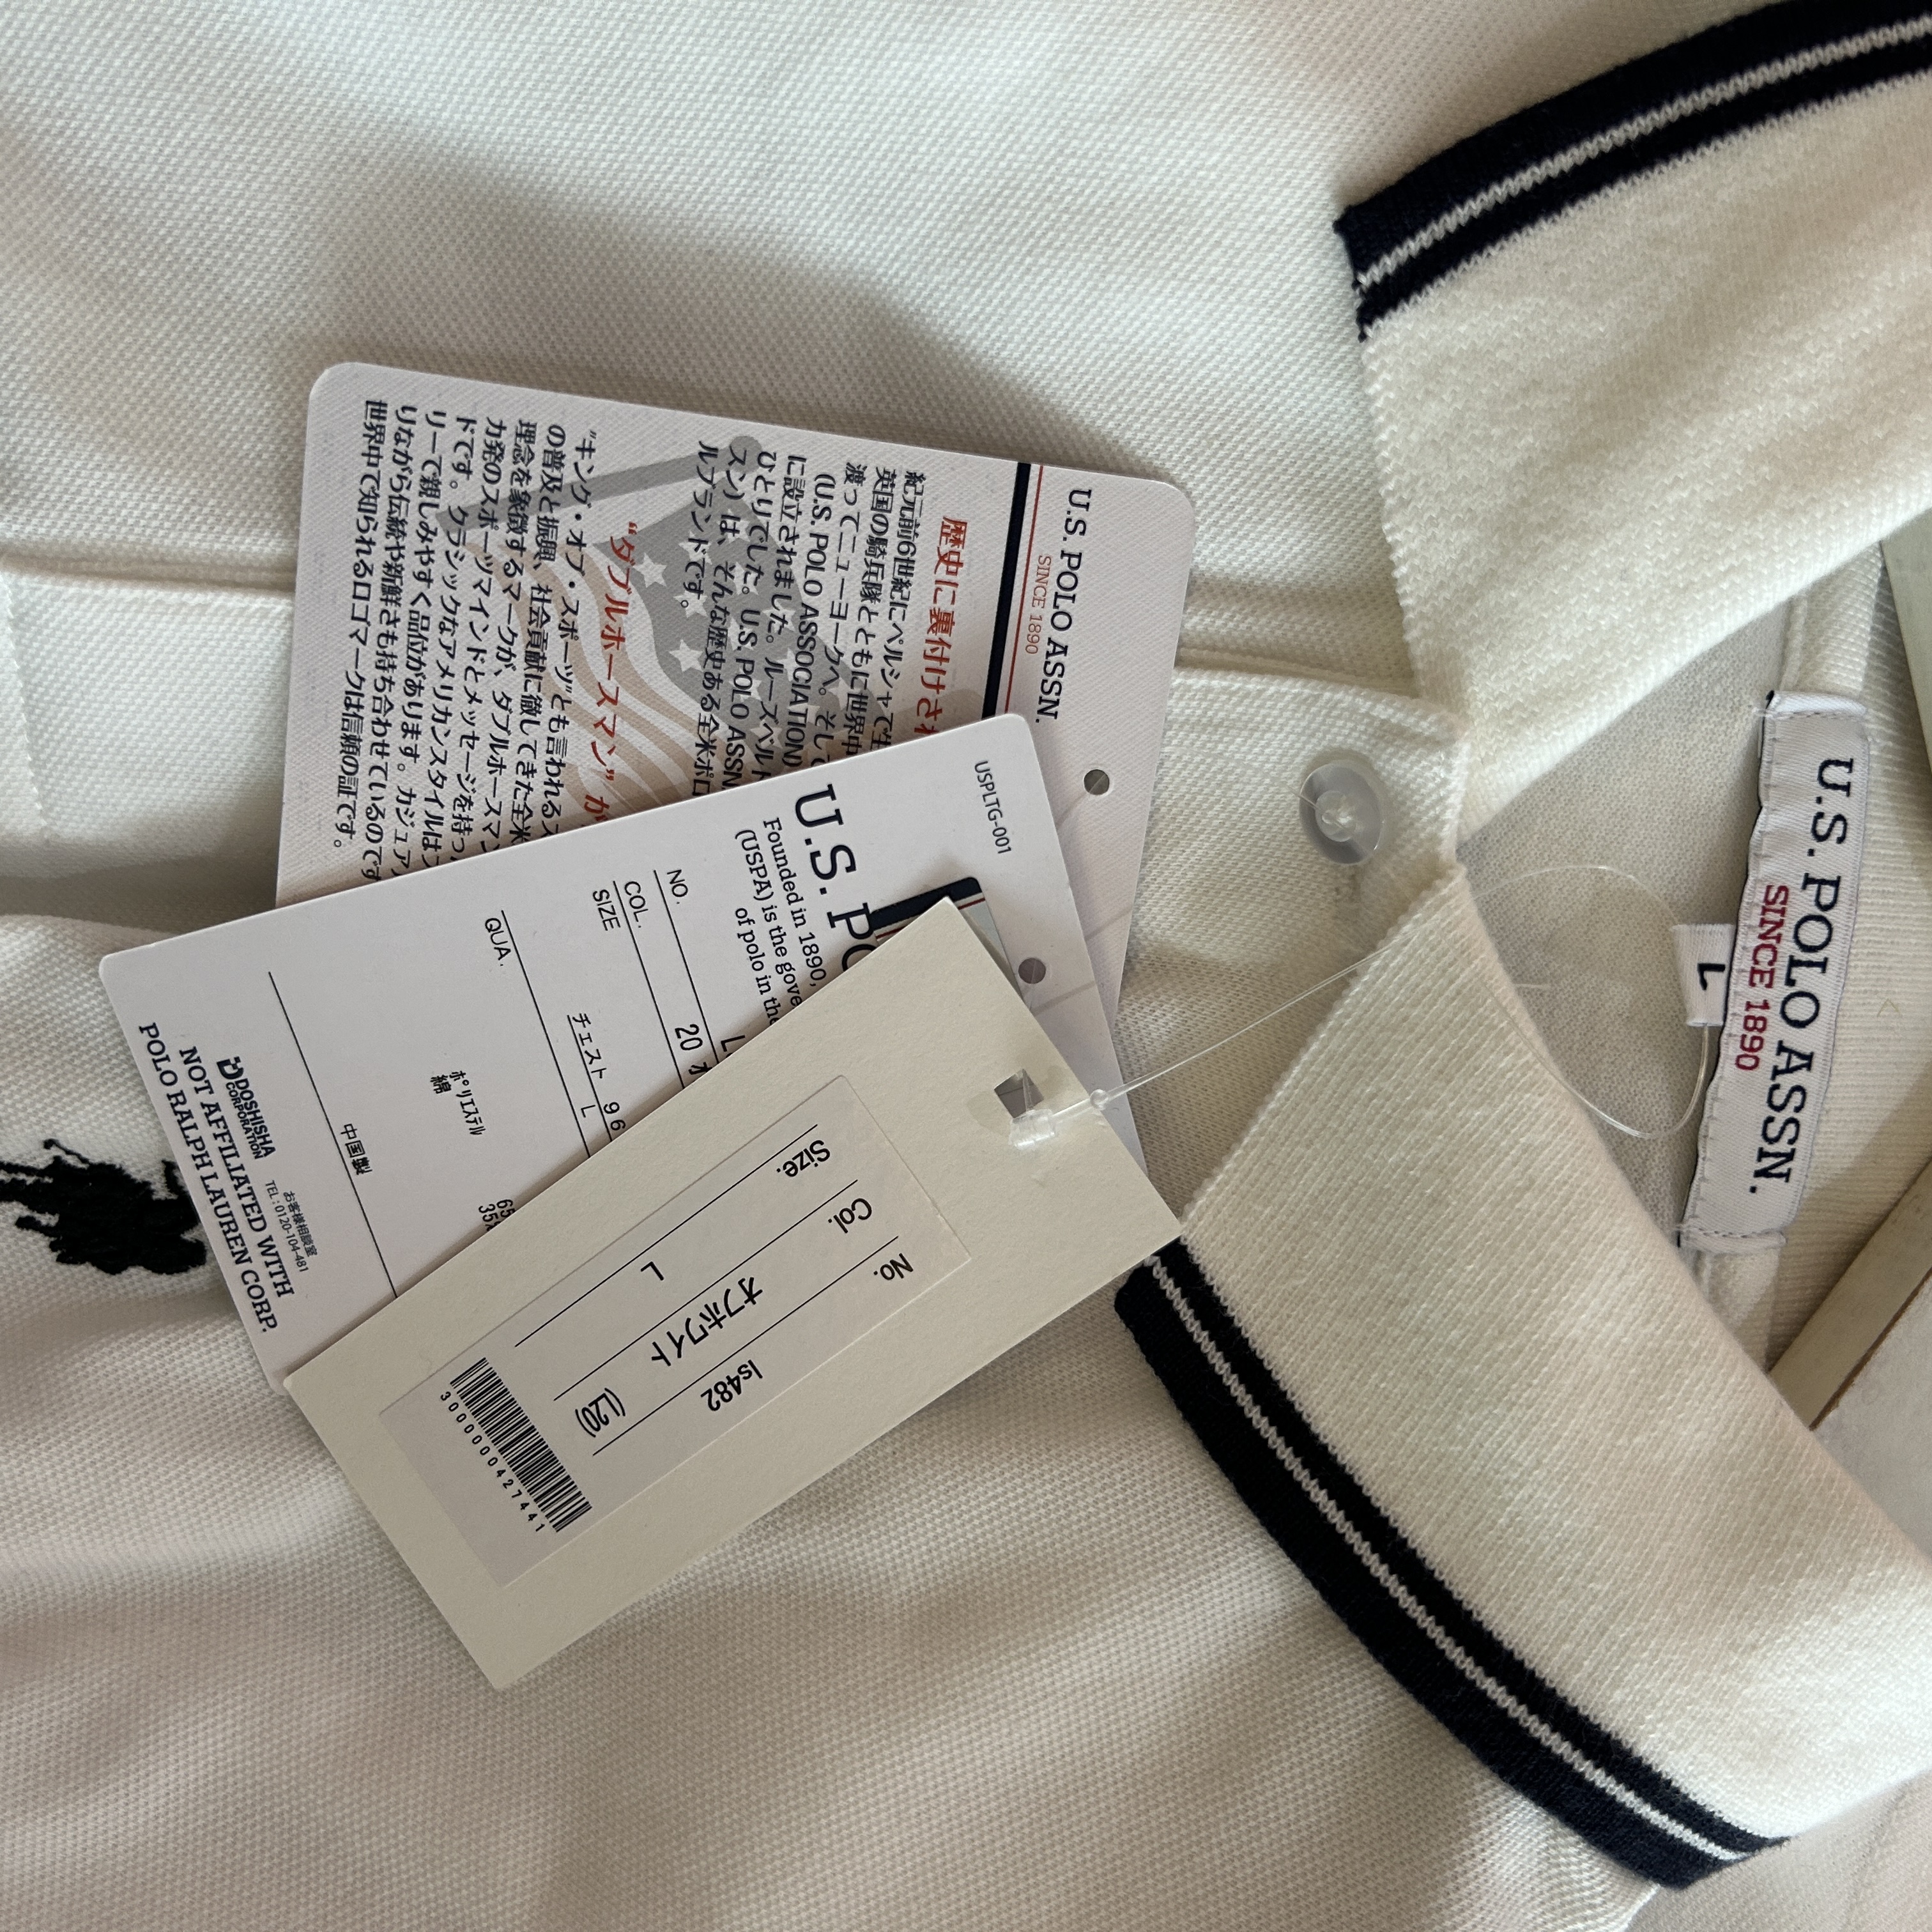 U.S. POLO ASSN.
SINCE 1890
L
U.S. POLO ASSN.
SINCE 1890
歴史に裏付けされ
紀元前6世紀にペルシャで生
英国の騎兵隊とともに世界中
渡ってニューヨークへ。そして
(U.S. POLO ASSOCIATION)
に設立されました。ルーズベルト
ひとりでした。U.S. POLO ASSN
スン）は、そんな歴史ある全米ポロ
ルブランドです。
“ダブルホースマン”が
“キング・オブ・スポーツ”とも言われるス
の普及と振興、社会貢献に徹してきた全米
理念を象徴するマークが、ダブルホースマン
力発のスポーツマインドとメッセージを持っ
ドです。クラシックなアメリカンスタイルは
リーで親しみやすく品位があります。カジュア
りながら伝統や新鮮さも持ち合わせているのです
世界中で知られるロゴマークは信頼の証です。
USPLTG-001
U.S. PO
Founded in 1890,
(USPA) is the gove
of polo in the
NO. L
COL. 20 オ
SIZE
チェスト 96
L
QUA.
ポリエステル 65
綿 35%
中国製
DOSHISHA
CORPORATION
お客様相談室
TEL:0120-104-481
NOT AFFILIATED WITH
POLO RALPH LAUREN CORP.
No. ls482
Col. オフホワイト (L20)
Size. L
3000000427441